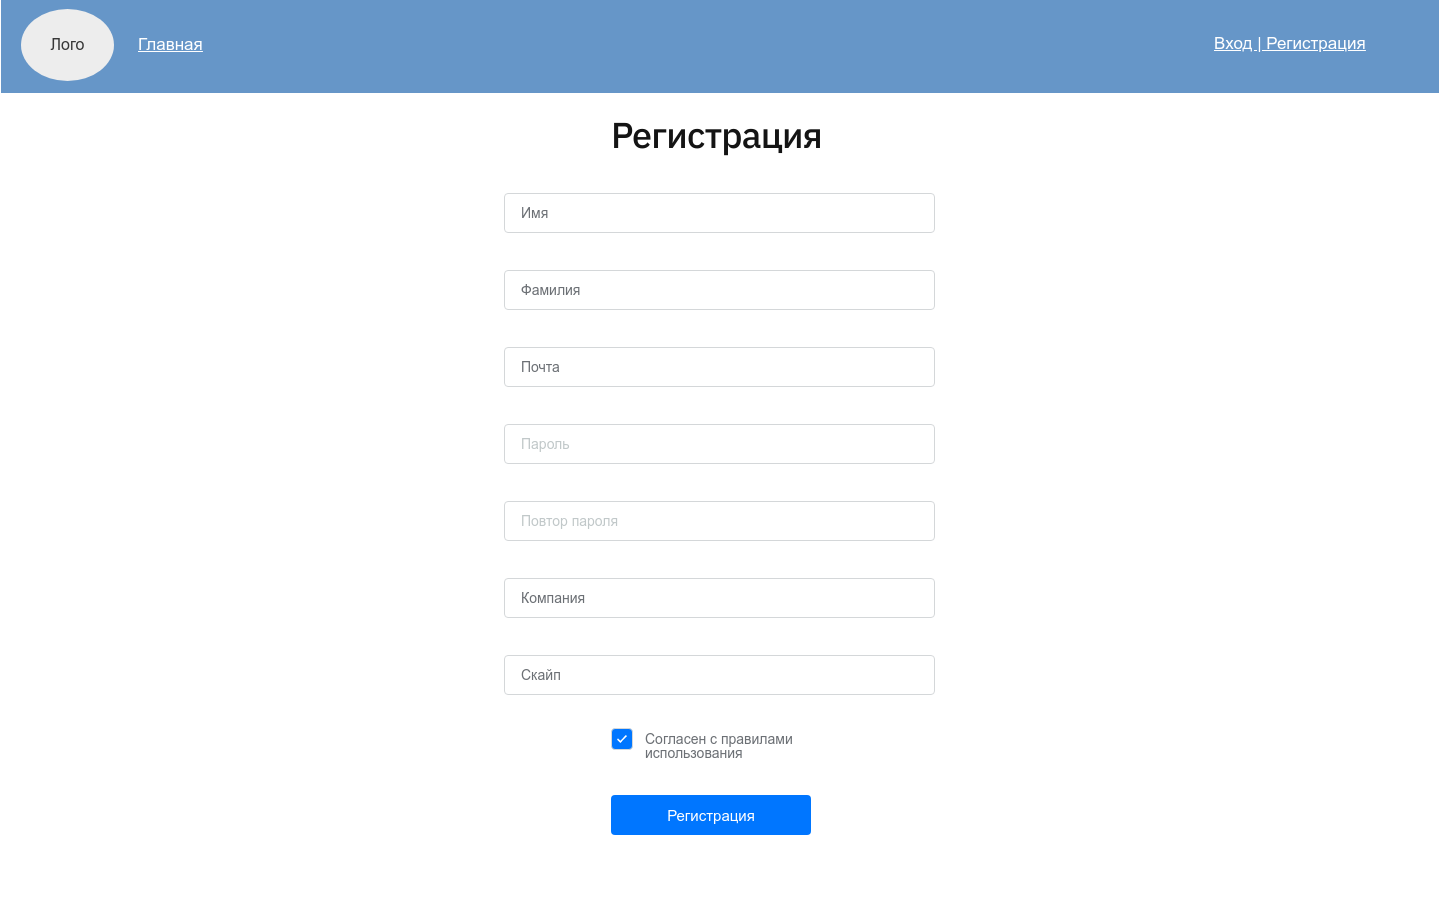 Лого
Главная
Вход | Регистрация
Регистрация
Имя
Фамилия
Почта
Пароль
Повтор пароля
Компания
Скайп
Согласен с правилами
использования
Регистрация